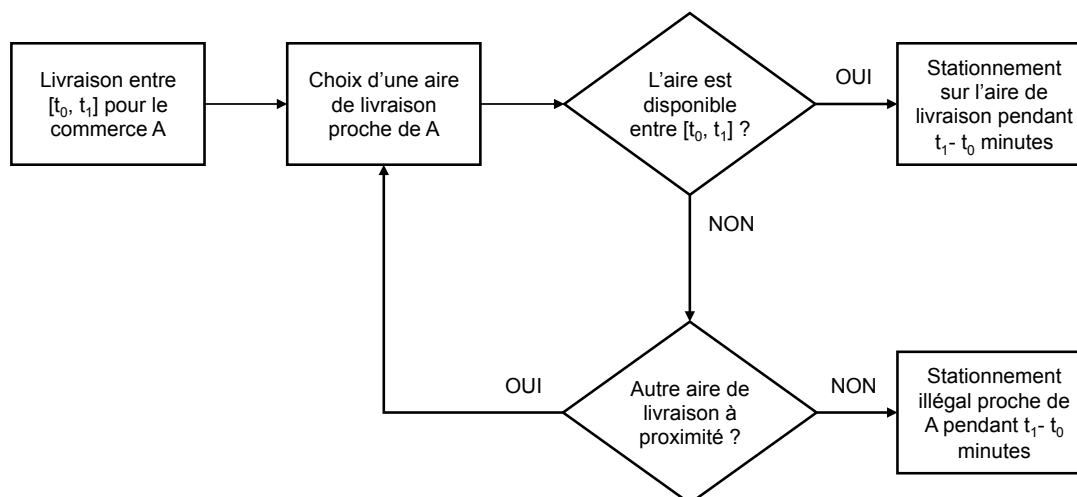 Livraison entre
[t₀, t₁] pour le
commerce A
Choix d'une aire
de livraison
proche de A
L'aire est
disponible
entre [t₀, t₁] ?
OUI
Stationnement
sur l'aire de
livraison pendant
t₁- t₀ minutes
NON
OUI
Autre aire de
livraison à
proximité ?
NON
Stationnement
illégal proche de
A pendant t₁- t₀
minutes